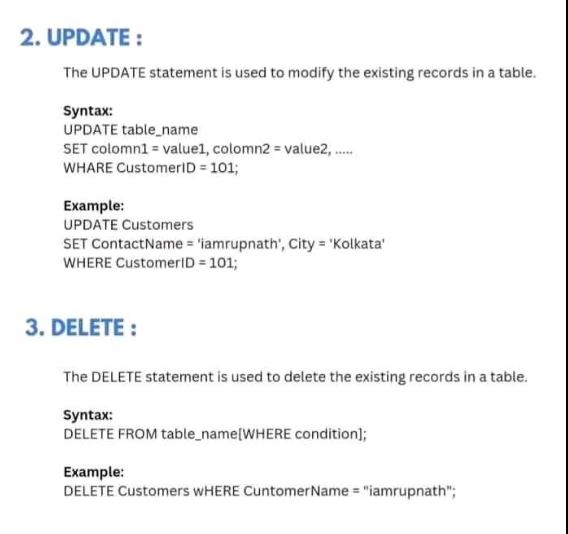 2. UPDATE :
The UPDATE statement is used to modify the existing records in a table.
Syntax:
UPDATE table_name
SET colomn1 = value1, colomn2 = value2, .....
WHARE CustomerID = 101;
Example:
UPDATE Customers
SET ContactName = 'iamrupnath', City = 'Kolkata'
WHERE CustomerID = 101;
3. DELETE :
The DELETE statement is used to delete the existing records in a table.
Syntax:
DELETE FROM table_name[WHERE condition];
Example:
DELETE Customers wHERE CuntomerName = "iamrupnath";